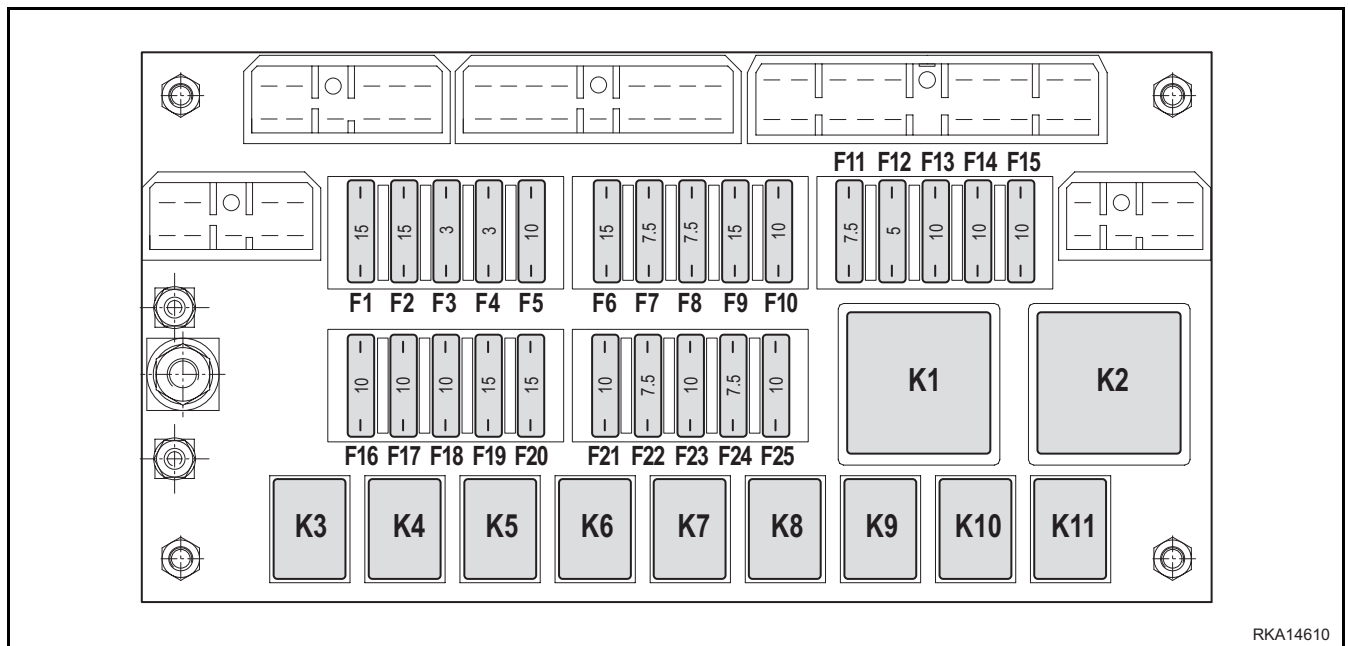 F11 F12 F13 F14 F15
15 15 3 3 10 15 7.5 7.5 15 10 7.5 5 10 10 10
F1 F2 F3 F4 F5 F6 F7 F8 F9 F10
K1 K2
10 10 10 15 15 10 7.5 10 7.5 10
F16 F17 F18 F19 F20 F21 F22 F23 F24 F25
K3 K4 K5 K6 K7 K8 K9 K10 K11
RKA14610